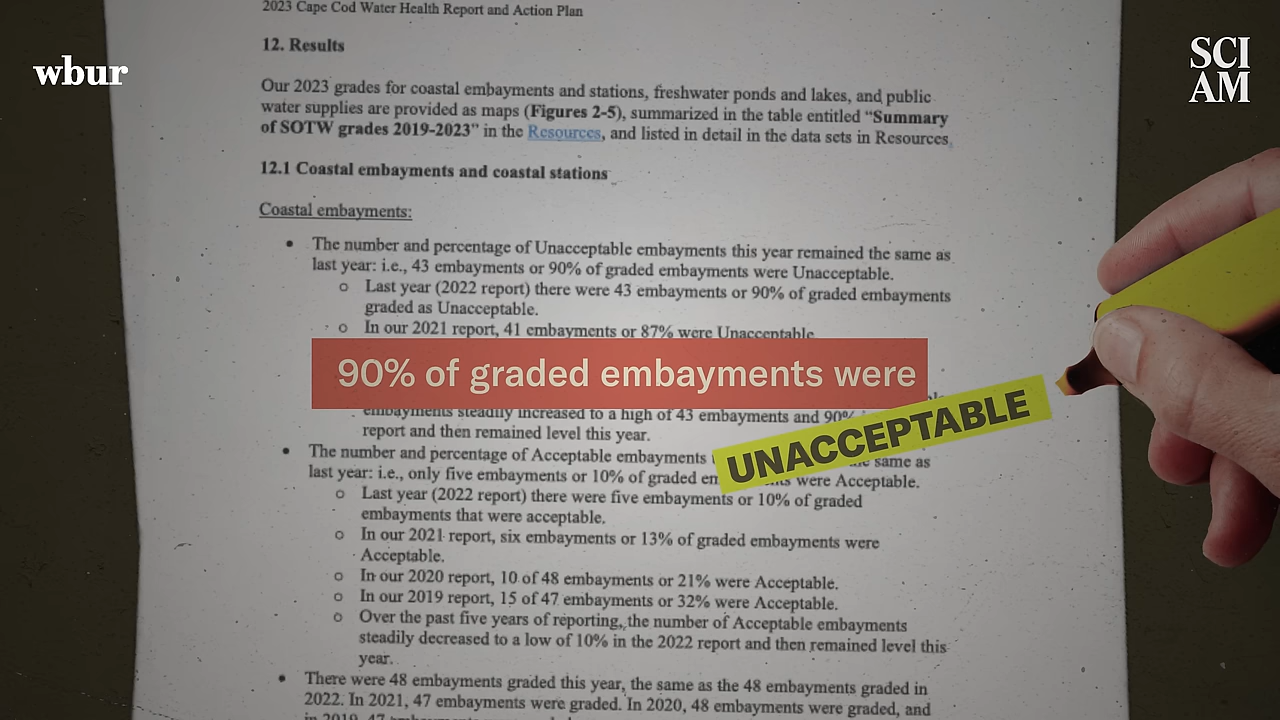 2023 Cape Cod Water Health Report and Action Plan
wbur
SCI
AM
12. Results
Our 2023 grades for coastal embayments and stations, freshwater ponds and lakes, and public
water supplies are provided as maps (Figures 2-5), summarized in the table entitled “Summary
of SOTW grades 2019-2023” in the Resources, and listed in detail in the data sets in Resources.
12.1 Coastal embayments and coastal stations
Coastal embayments:
• The number and percentage of Unacceptable embayments this year remained the same as
last year: i.e., 43 embayments or 90% of graded embayments were Unacceptable.
o Last year (2022 report) there were 43 embayments or 90% of graded embayments
graded as Unacceptable.
o In our 2021 report, 41 embayments or 87% were Unacceptable
90% of graded embayments were
UNACCEPTABLE
embayments steadily increased to a high of 43 embayments and 90%
report and then remained level this year.
• The number and percentage of Acceptable embayments same as
last year: i.e., only five embayments or 10% of graded were Acceptable.
o Last year (2022 report) there were five embayments or 10% of graded
embayments that were acceptable.
o In our 2021 report, six embayments or 13% of graded embayments were
Acceptable.
o In our 2020 report, 10 of 48 embayments or 21% were Acceptable.
o In our 2019 report, 15 of 47 embayments or 32% were Acceptable.
o Over the past five years of reporting, the number of Acceptable embayments
steadily decreased to a low of 10% in the 2022 report and then remained level this
year.
• There were 48 embayments graded this year, the same as the 48 embayments graded in
2022. In 2021, 47 embayments were graded. In 2020, 48 embayments were graded, and